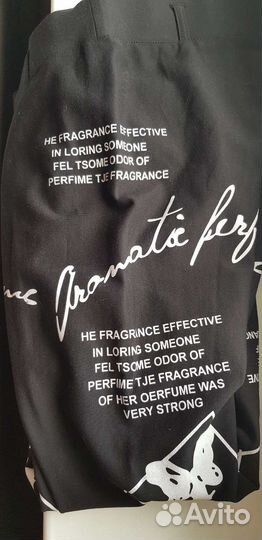 HE FRAGRANCE EFFECTIVE
IN LORING SOMEONE
FEL TSOME ODOR OF
PERFIME TJE FRAGRANCE
Aromatic
HE FRAGRINCE EFFECTIVE
IN LORING SOMEONE
FEL TSOME ODOR OF
PERFIME TJE FRAGRANCE
OF HER OERFUME WAS
VERY STRONG
Avito